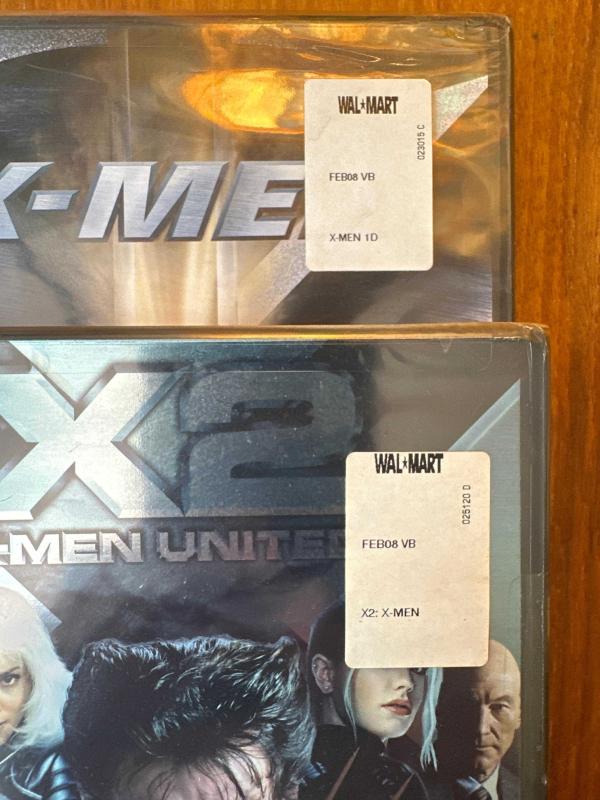 X-MEN
WAL★MART
023015 C
FEB08 VB
X-MEN 1D
X2
X-MEN UNITED
WAL★MART
025120 D
FEB08 VB
X2: X-MEN